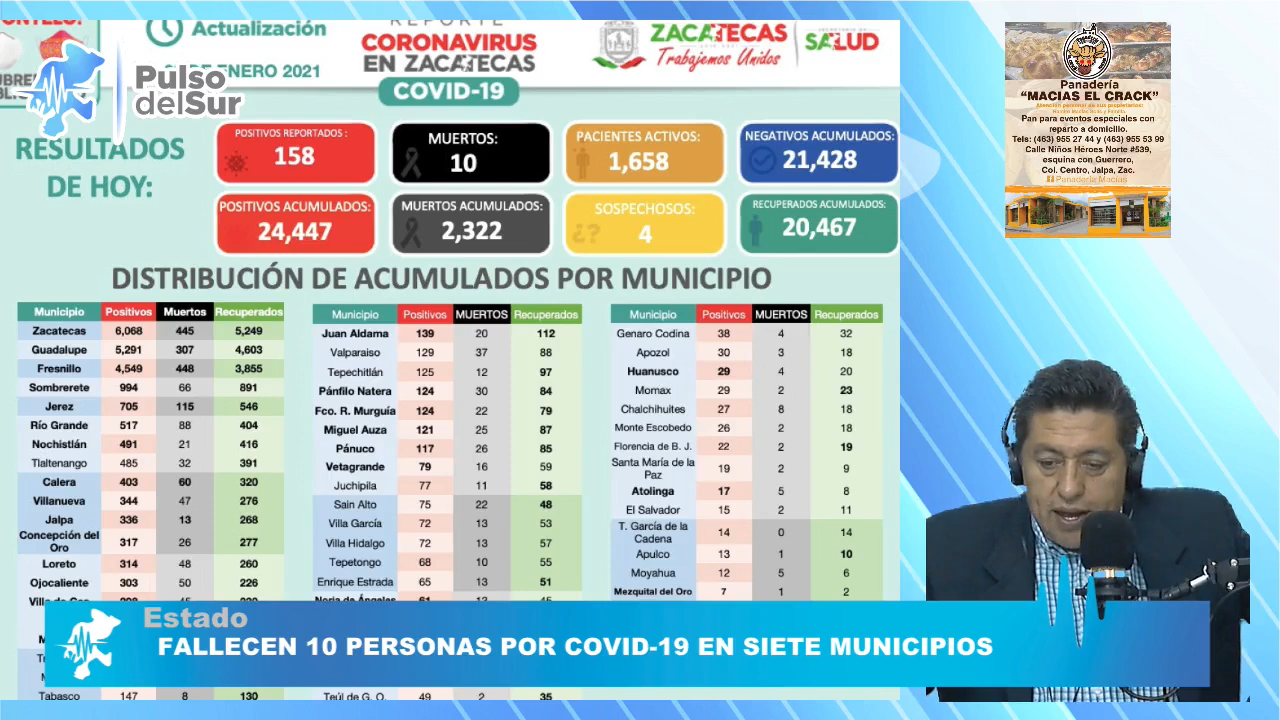 Actualización
DE ENERO 2021
REPORTE
CORONAVIRUS
EN ZACATECAS
COVID-19
ZACATECAS
Trabajemos Unidos
SALUD
Pulso
delSur
RESULTADOS
DE HOY:
POSITIVOS REPORTADOS :
158
MUERTOS:
10
PACIENTES ACTIVOS:
1,658
NEGATIVOS ACUMULADOS:
21,428
POSITIVOS ACUMULADOS:
24,447
MUERTOS ACUMULADOS:
2,322
SOSPECHOSOS:
4
RECUPERADOS ACUMULADOS:
20,467
DISTRIBUCIÓN DE ACUMULADOS POR MUNICIPIO
Municipio Positivos Muertos Recuperados
Zacatecas 6,068 445 5,249
Guadalupe 5,291 307 4,603
Fresnillo 4,549 448 3,855
Sombrerete 994 66 891
Jerez 705 115 546
Río Grande 517 88 404
Nochistlán 491 21 416
Tlaltenango 485 32 391
Calera 403 60 320
Villanueva 344 47 276
Jalpa 336 13 268
Concepción del
Oro 317 26 277
Loreto 314 48 260
Ojocaliente 303 50 226
Tabasco 147 8 130
Municipio Positivos MUERTOS Recuperados
Juan Aldama 139 20 112
Valparaiso 129 37 88
Tepechitlán 125 12 97
Pánfilo Natera 124 30 84
Fco. R. Murguía 124 22 79
Miguel Auza 121 25 87
Pánuco 117 26 85
Vetagrande 79 16 59
Juchipila 77 11 58
Sain Alto 75 22 48
Villa García 72 13 53
Villa Hidalgo 72 13 57
Tepetongo 68 10 55
Enrique Estrada 65 13 51
Noria de Ángeles 61 13 45
Teúl de G. O. 49 2 35
Municipio Positivos MUERTOS Recuperados
Genaro Codina 38 4 32
Apozol 30 3 18
Huanusco 29 4 20
Momax 29 2 23
Chalchihuites 27 8 18
Monte Escobedo 26 2 18
Florencia de B. J. 22 2 19
Santa María de la
Paz 19 2 9
Atolinga 17 5 8
El Salvador 15 2 11
T. García de la
Cadena 14 0 14
Apulco 13 1 10
Moyahua 12 5 6
Mezquital del Oro 7 1 2
Panadería
"MACIAS EL CRACK"
Pan para eventos especiales con
reparto a domicilio.
Tels: (463) 955 27 44 y (463) 955 53 99
Calle Niños Héroes Norte #539,
esquina con Guerrero,
Col. Centro, Jalpa, Zac.
Panadería Macías
Estado
FALLECEN 10 PERSONAS POR COVID-19 EN SIETE MUNICIPIOS